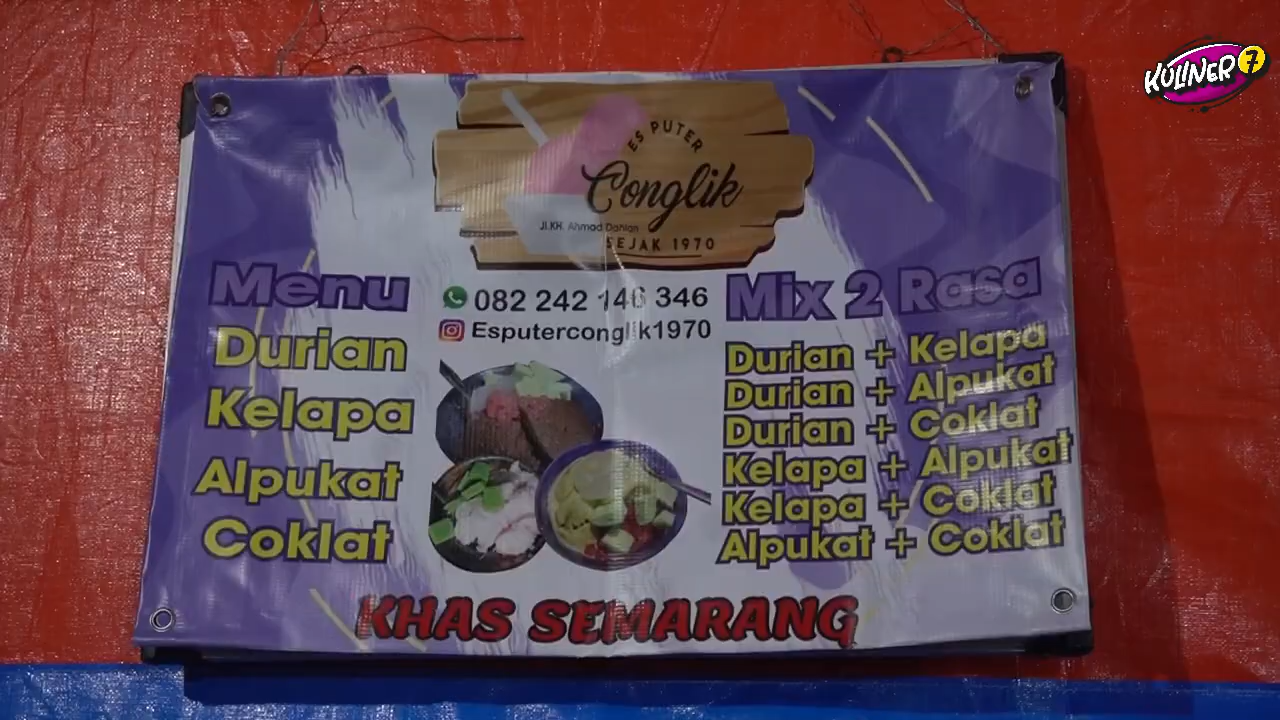 KULINER 7
ES PUTER
Conglik
Jl.KH. Ahmad Dahlan
SEJAK 1970
Menu
Durian
Kelapa
Alpukat
Coklat
082 242 146 346
Esputerconglik1970
Mix 2 Rasa
Durian + Kelapa
Durian + Alpukat
Durian + Coklat
Kelapa + Alpukat
Kelapa + Coklat
Alpukat + Coklat
KHAS SEMARANG